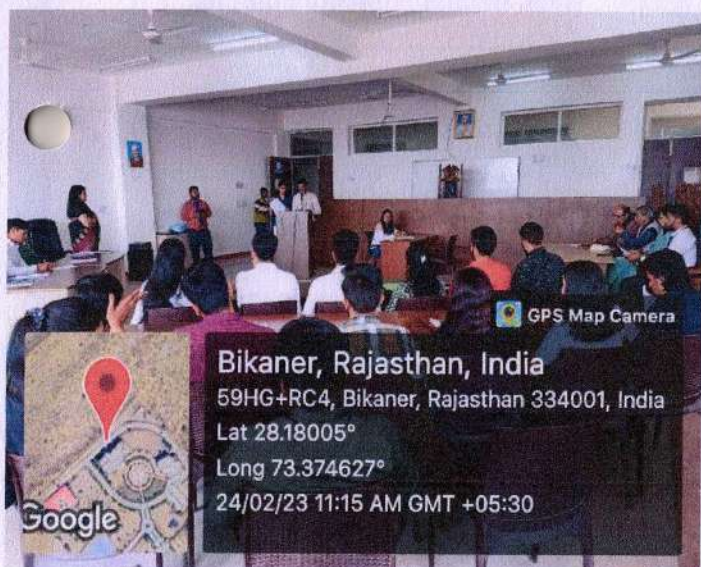 GPS Map Camera
Bikaner, Rajasthan, India
59HG+RC4, Bikaner, Rajasthan 334001, India
Lat 28.18005°
Long 73.374627°
24/02/23 11:15 AM GMT +05:30
Google